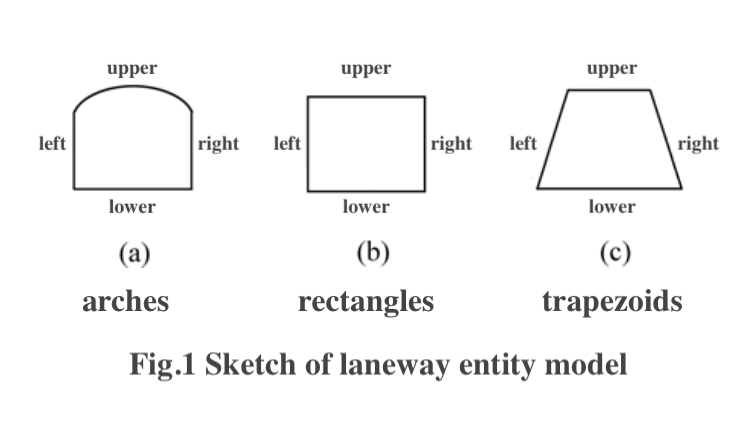 upper upper upper
left right left right left right
lower lower lower
(a) (b) (c)
arches rectangles trapezoids
Fig.1 Sketch of laneway entity model